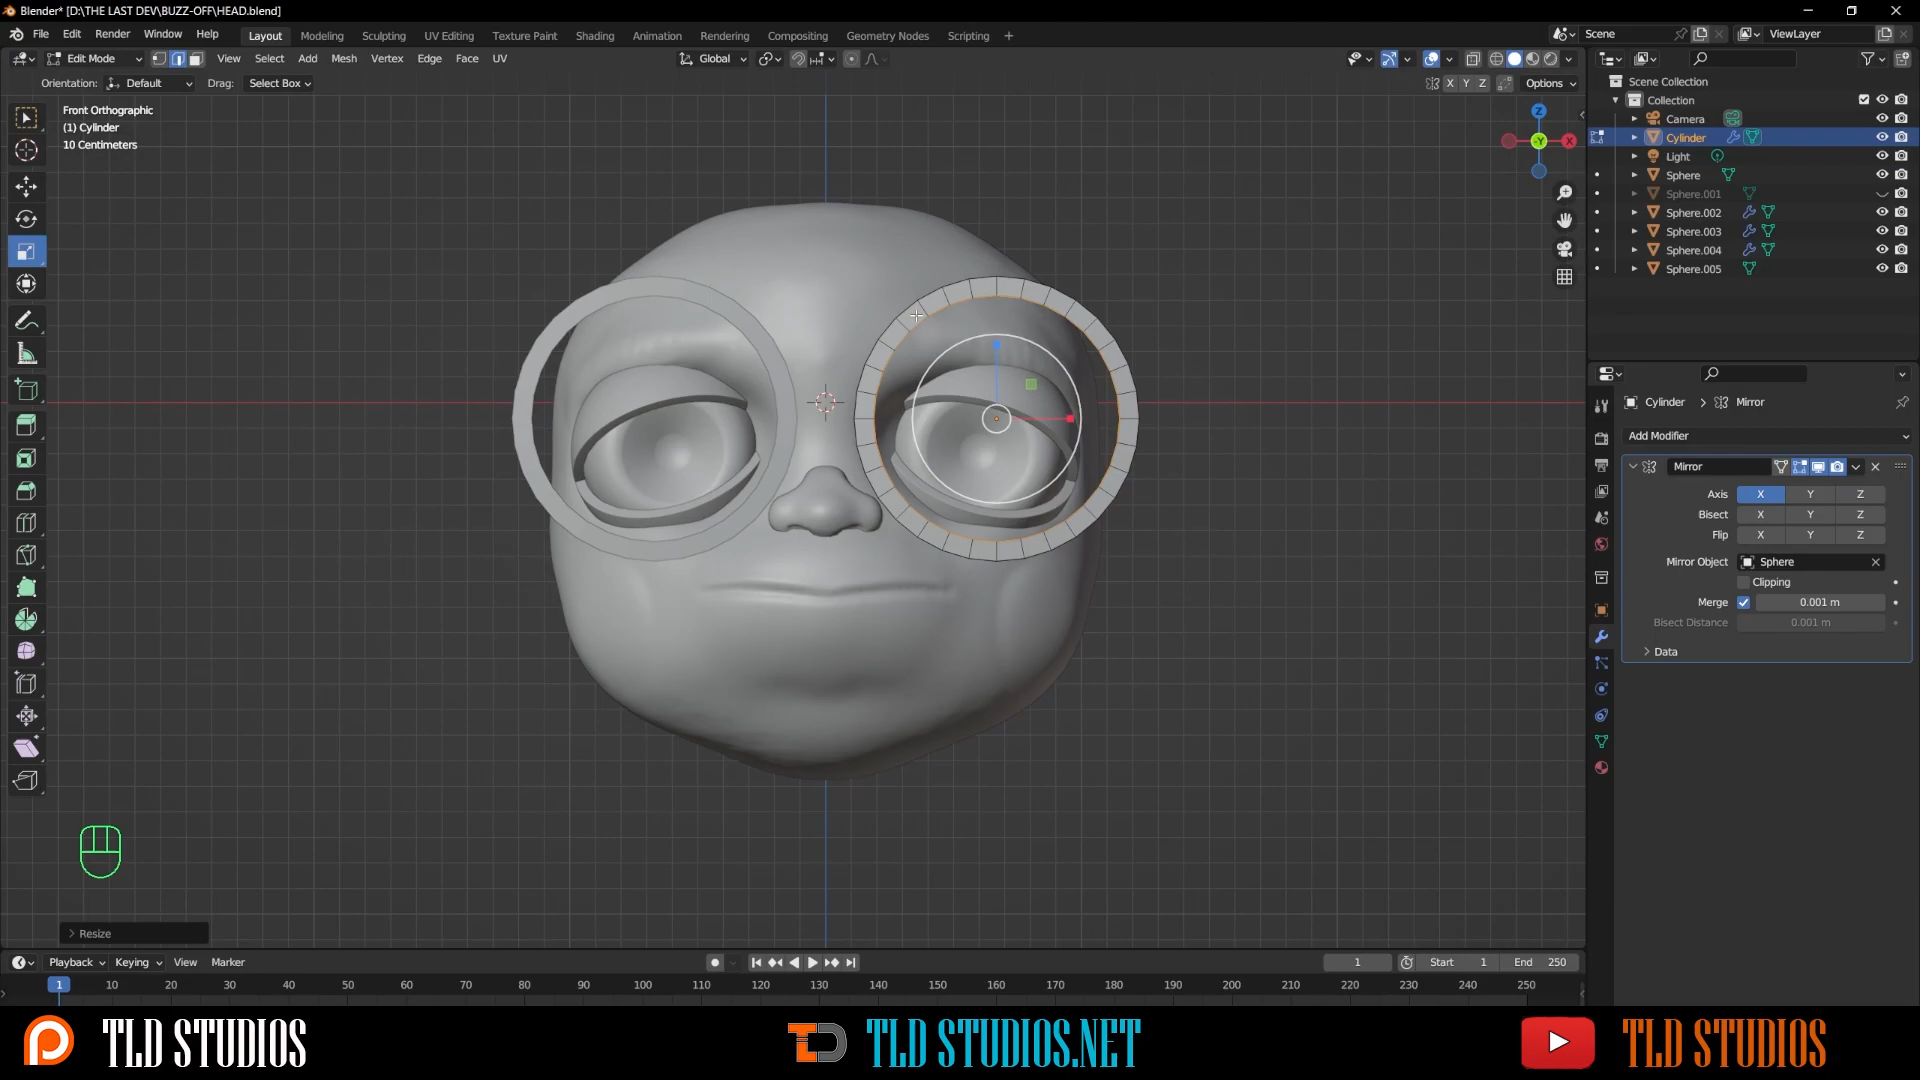 Blender* [D:\THE LAST DEV\BUZZ-OFF\HEAD.blend]
File Edit Render Window Help Layout Modeling Sculpting UV Editing Texture Paint Shading Animation Rendering Compositing Geometry Nodes Scripting + Scene ViewLayer
Edit Mode View Select Add Mesh Vertex Edge Face UV Global
Orientation: Default Drag: Select Box X Y Z Options
Front Orthographic
(1) Cylinder
10 Centimeters
Z
Y
X
Scene Collection
Collection
Camera
Cylinder
Light
Sphere
Sphere.001
Sphere.002
Sphere.003
Sphere.004
Sphere.005
Cylinder > Mirror
Add Modifier
Mirror
Axis X Y Z
Bisect X Y Z
Flip X Y Z
Mirror Object Sphere
Clipping
Merge 0.001 m
Bisect Distance 0.001 m
Data
Resize
Playback Keying View Marker 1 Start 1 End 250
1 10 20 30 40 50 60 70 80 90 100 110 120 130 140 150 160 170 180 190 200 210 220 230 240 250
TLD STUDIOS TLD STUDIOS.NET TLD STUDIOS